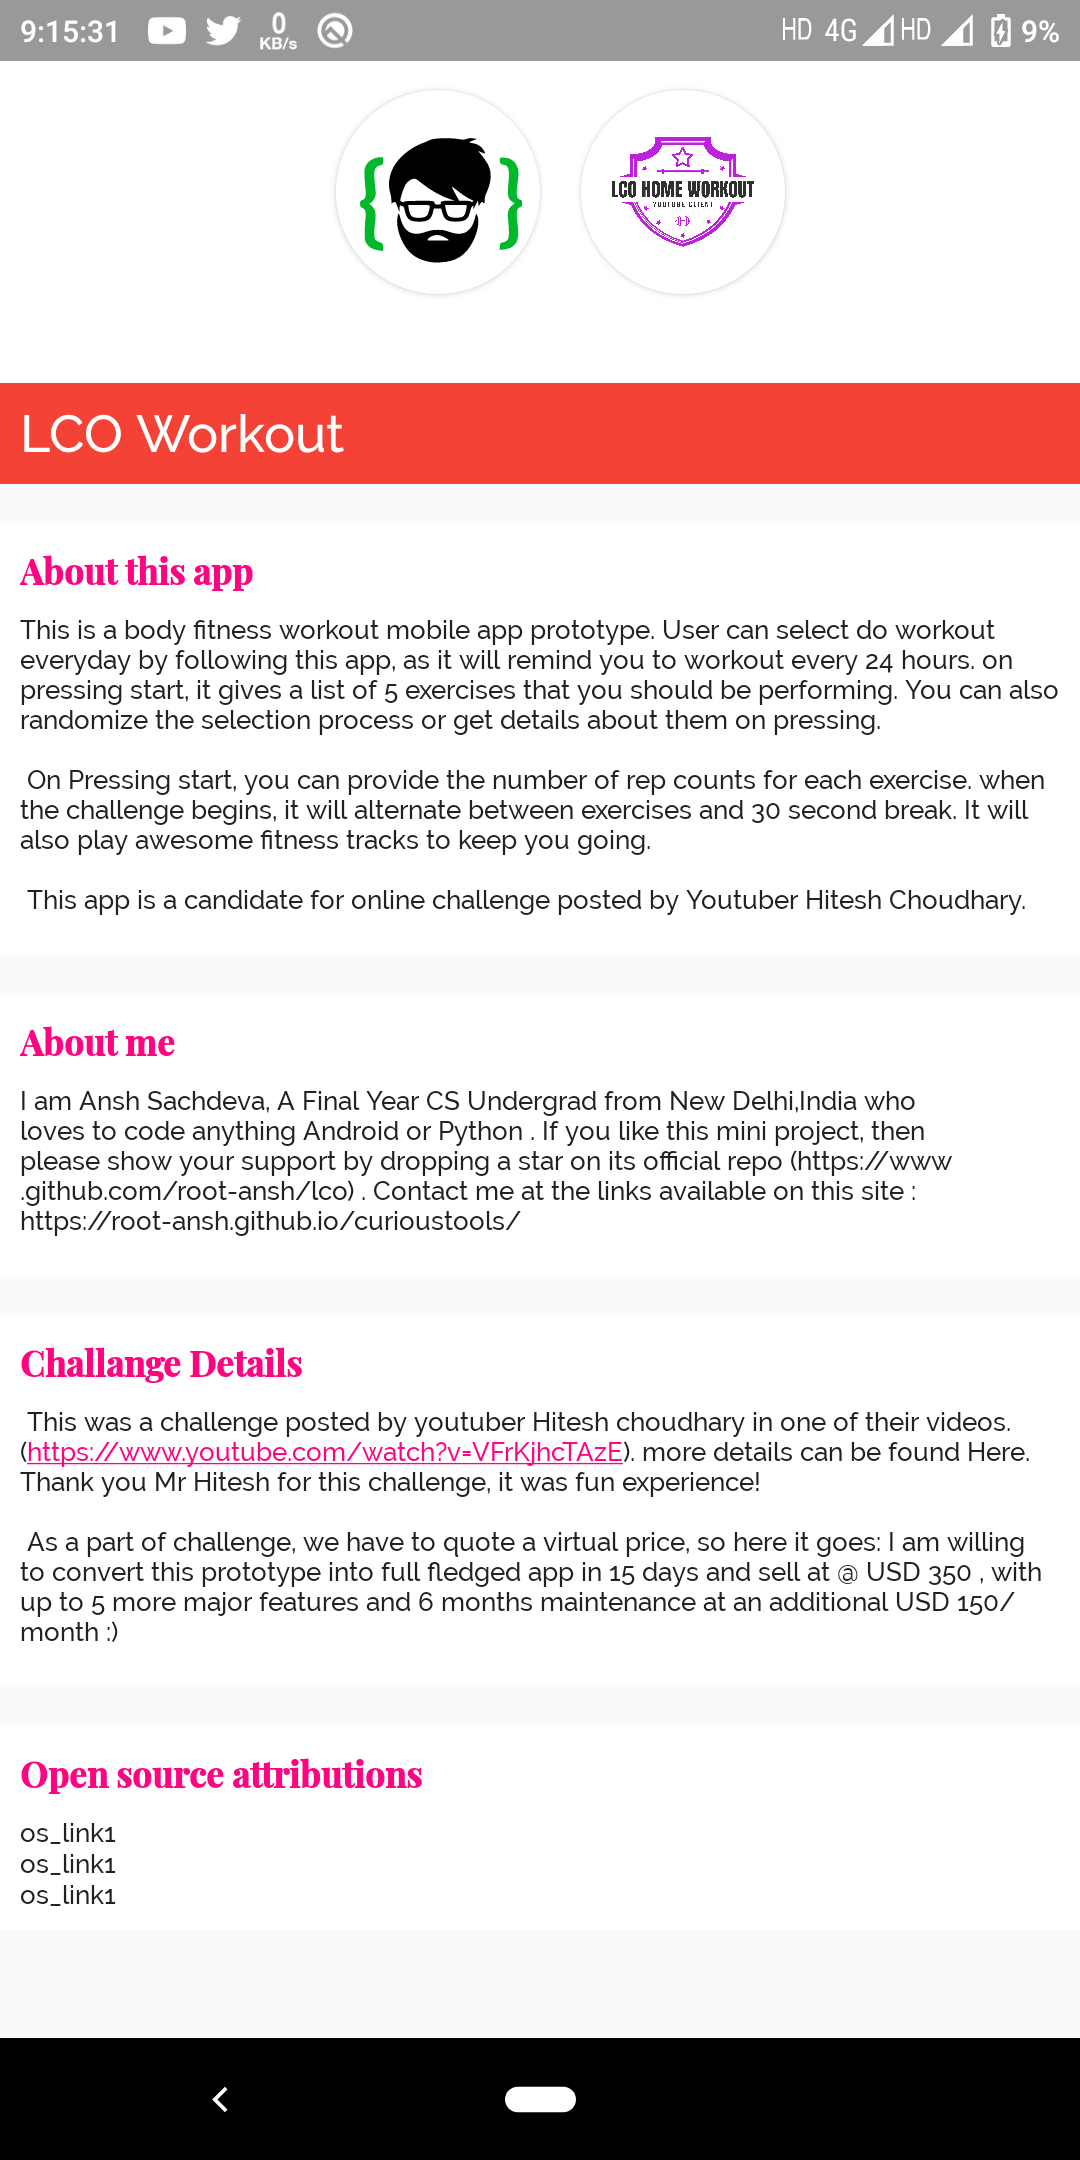 9:15:31 0 KB/s HD 4G HD 9%
{ }
LCO HOME WORKOUT
YOUTUBE CLIENT
LCO Workout
About this app
This is a body fitness workout mobile app prototype. User can select do workout
everyday by following this app, as it will remind you to workout every 24 hours. on
pressing start, it gives a list of 5 exercises that you should be performing. You can also
randomize the selection process or get details about them on pressing.
On Pressing start, you can provide the number of rep counts for each exercise. when
the challenge begins, it will alternate between exercises and 30 second break. It will
also play awesome fitness tracks to keep you going.
This app is a candidate for online challenge posted by Youtuber Hitesh Choudhary.
About me
I am Ansh Sachdeva, A Final Year CS Undergrad from New Delhi,India who
loves to code anything Android or Python . If you like this mini project, then
please show your support by dropping a star on its official repo (https://www
.github.com/root-ansh/lco) . Contact me at the links available on this site :
https://root-ansh.github.io/curioustools/
Challange Details
This was a challenge posted by youtuber Hitesh choudhary in one of their videos.
(https://www.youtube.com/watch?v=VFrKjhcTAzE). more details can be found Here.
Thank you Mr Hitesh for this challenge, it was fun experience!
As a part of challenge, we have to quote a virtual price, so here it goes: I am willing
to convert this prototype into full fledged app in 15 days and sell at @ USD 350 , with
up to 5 more major features and 6 months maintenance at an additional USD 150/
month :)
Open source attributions
os_link1
os_link1
os_link1